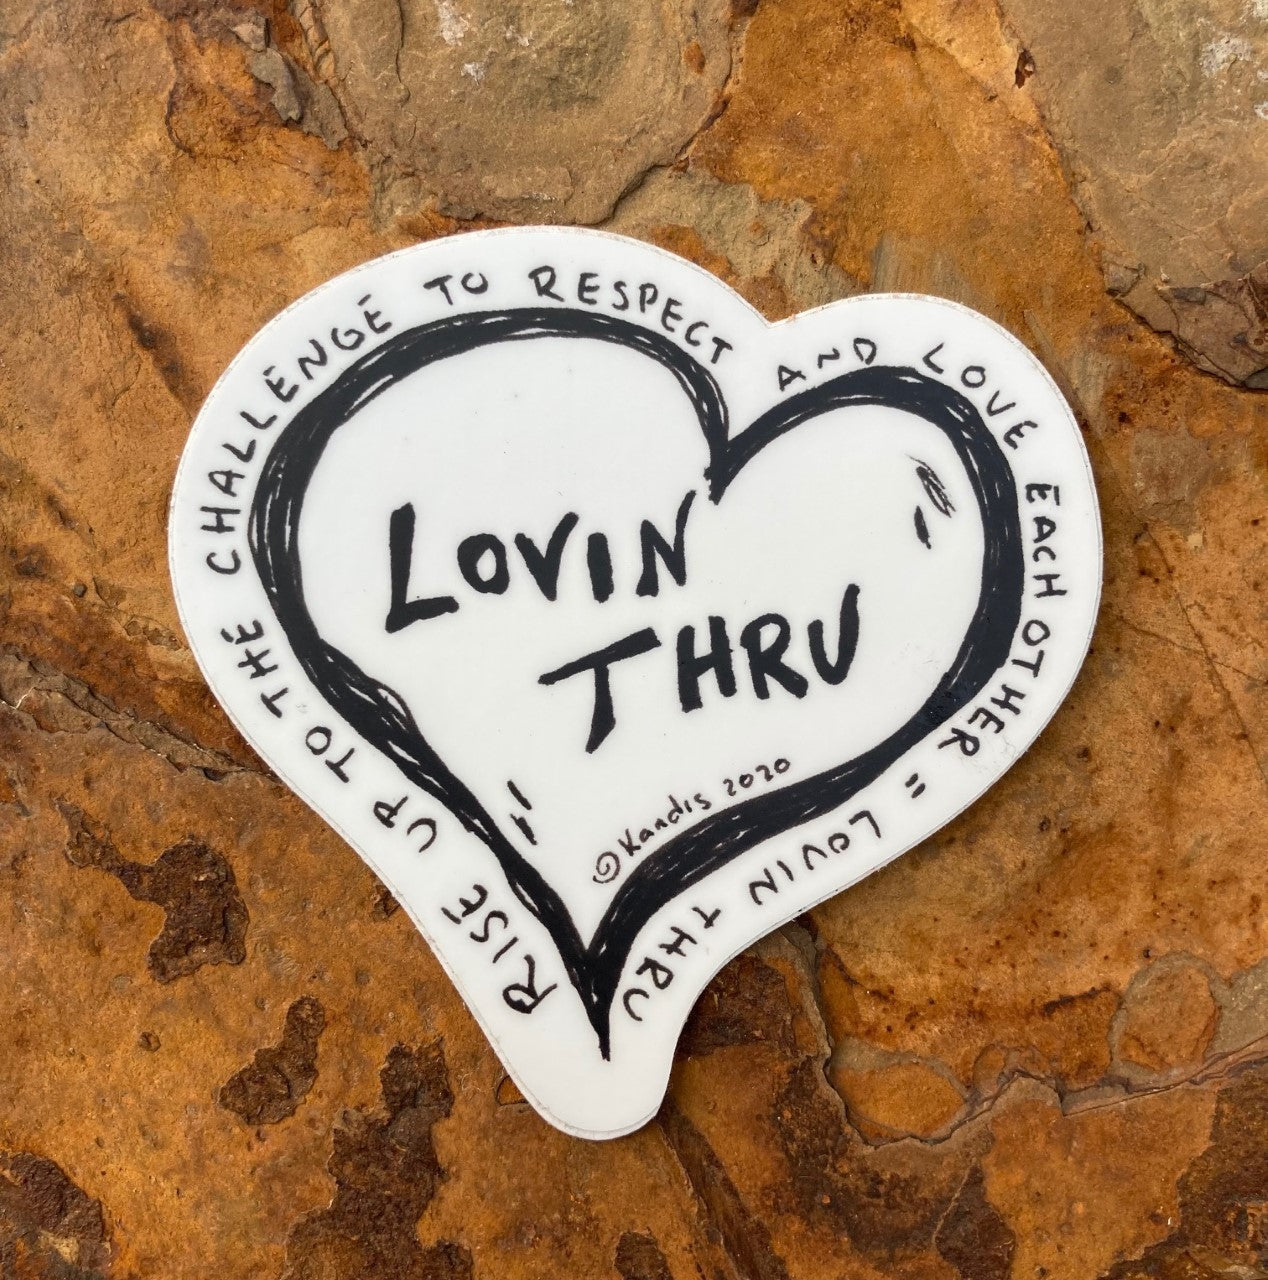 LOVIN
THRU
©Kandis 2020
RISE UP TO THE CHALLENGE TO RESPECT AND LOVE EACH OTHER = LOVIN THRU